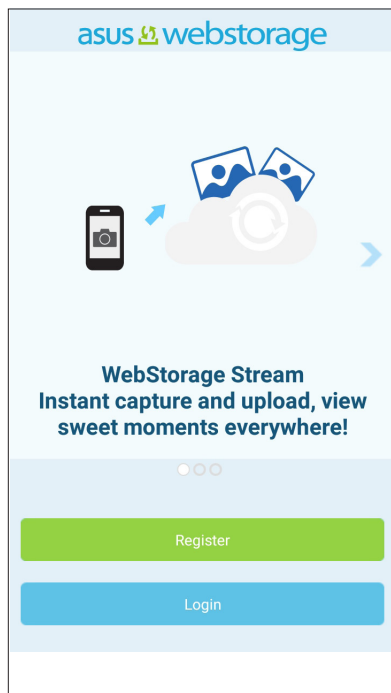 asus webstorage
WebStorage Stream
Instant capture and upload, view
sweet moments everywhere!
Register
Login